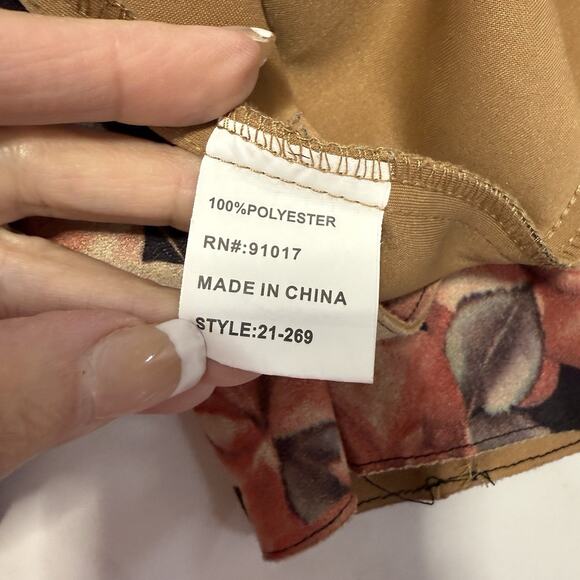 100%POLYESTER
RN#:91017
MADE IN CHINA
STYLE:21-269